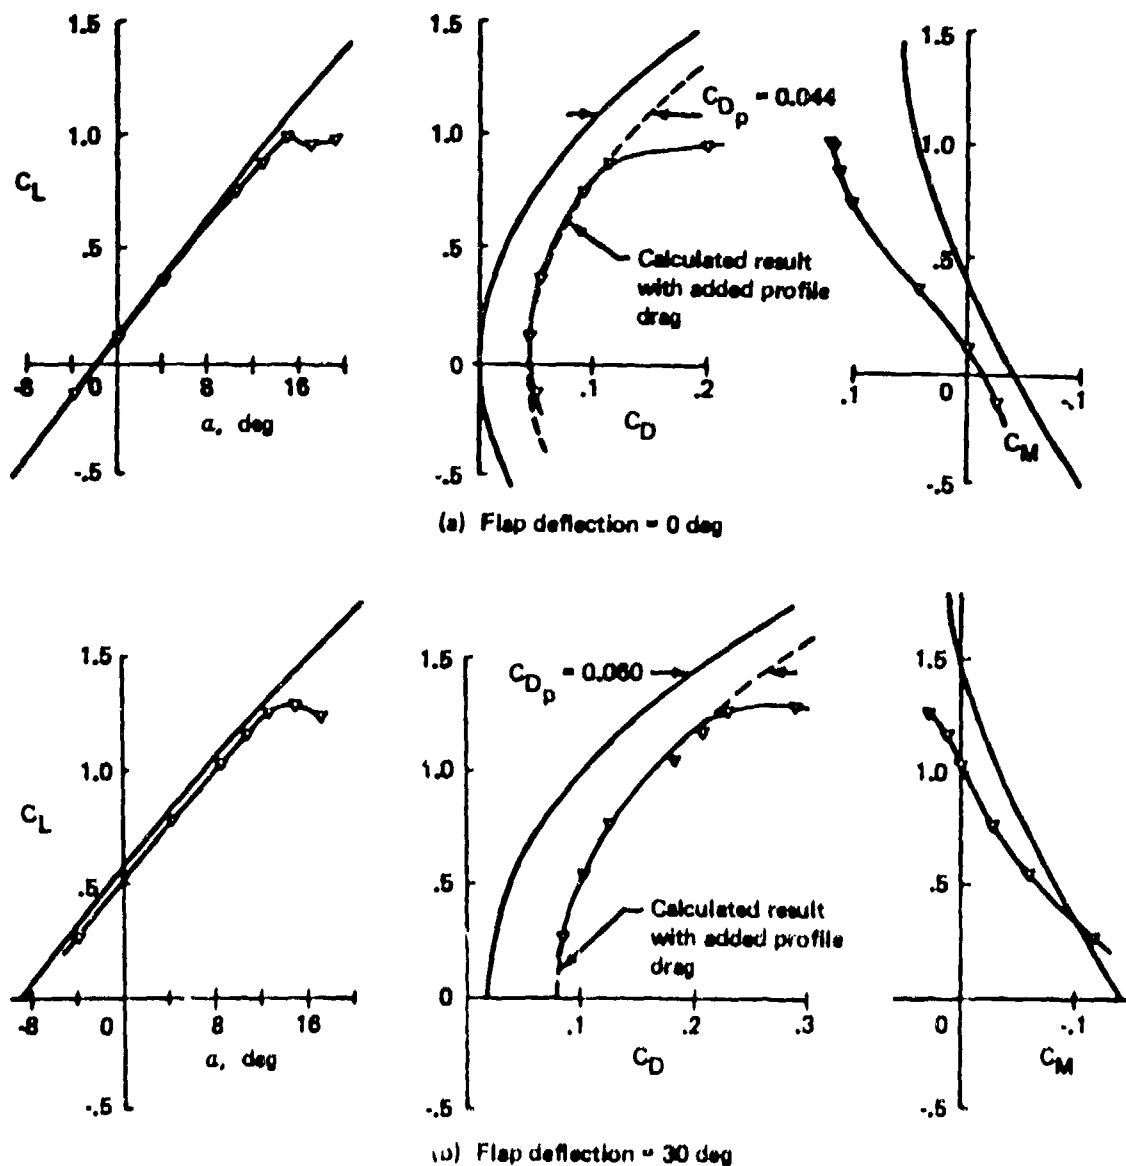 1.5
1.0
C_L
.5
-8
0
8
16
α, deg
-.5
1.5
1.0
.5
0
.1
.2
C_D
-.5
C_Dp = 0.044
Calculated result
with added profile
drag
1.5
1.0
.5
.1
0
-.1
C_M
-.5
(a) Flap deflection = 0 deg
1.5
1.0
C_L
.5
-8
0
8
16
α, deg
-.5
1.5
1.0
.5
0
.1
.2
.3
C_D
-.5
C_Dp = 0.060
Calculated result
with added profile
drag
1.5
1.0
.5
0
-.1
C_M
-.5
(b) Flap deflection = 30 deg